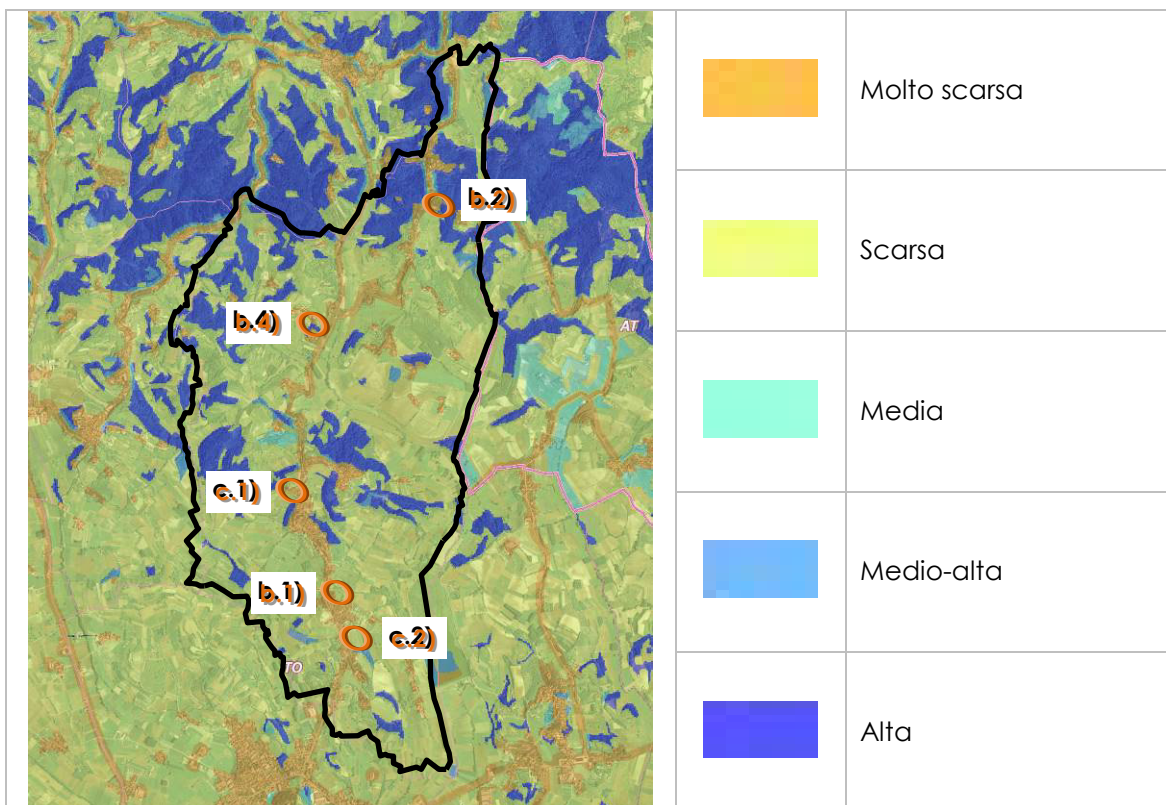 Molto scarsa
b.2)
Scarsa
b.4)
AT
Media
c.1)
Medio-alta
b.1)
c.2)
TO
Alta